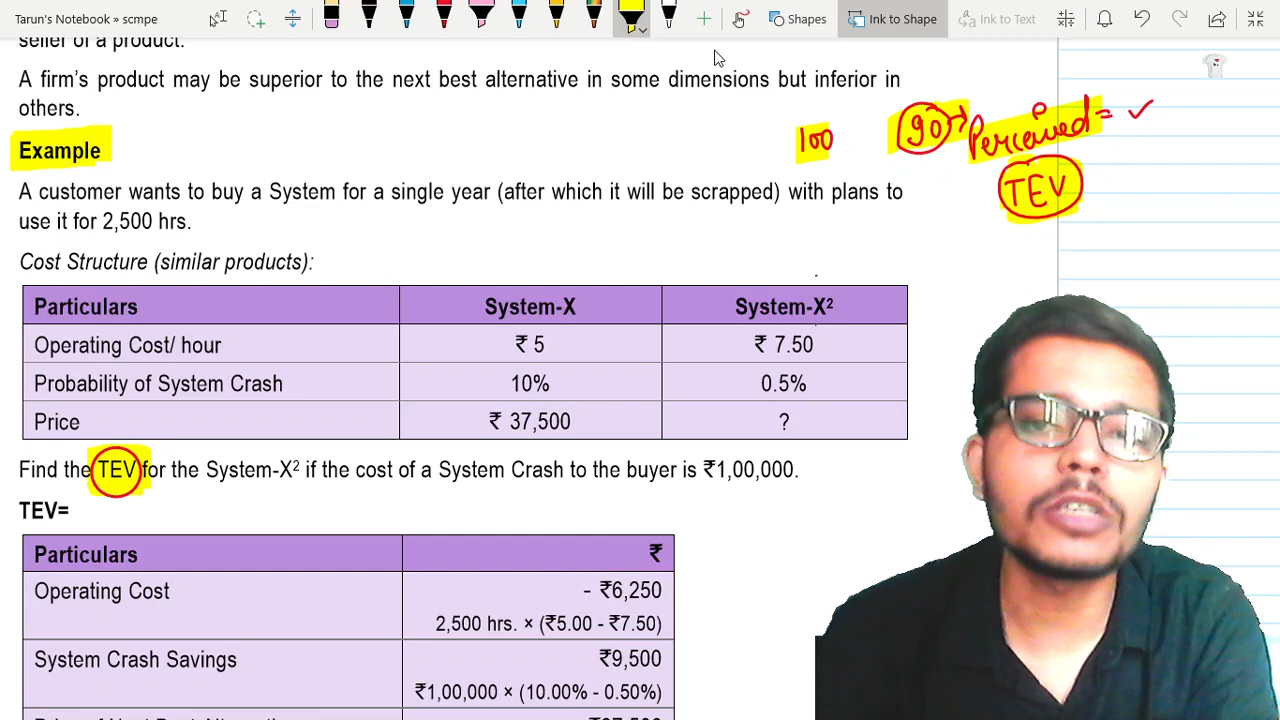 Tarun's Notebook » scmpe
Shapes
Ink to Shape
Ink to Text
seller of a product.
A firm's product may be superior to the next best alternative in some dimensions but inferior in
others.
100 90 → Perceived = ✓
TEV
Example
A customer wants to buy a System for a single year (after which it will be scrapped) with plans to
use it for 2,500 hrs.
Cost Structure (similar products):
Particulars System-X System-X²
Operating Cost/ hour ₹ 5 ₹ 7.50
Probability of System Crash 10% 0.5%
Price ₹ 37,500 ?
Find the TEV for the System-X² if the cost of a System Crash to the buyer is ₹1,00,000.
TEV=
Particulars ₹
Operating Cost - ₹6,250
2,500 hrs. × (₹5.00 - ₹7.50)
System Crash Savings ₹9,500
₹1,00,000 × (10.00% - 0.50%)